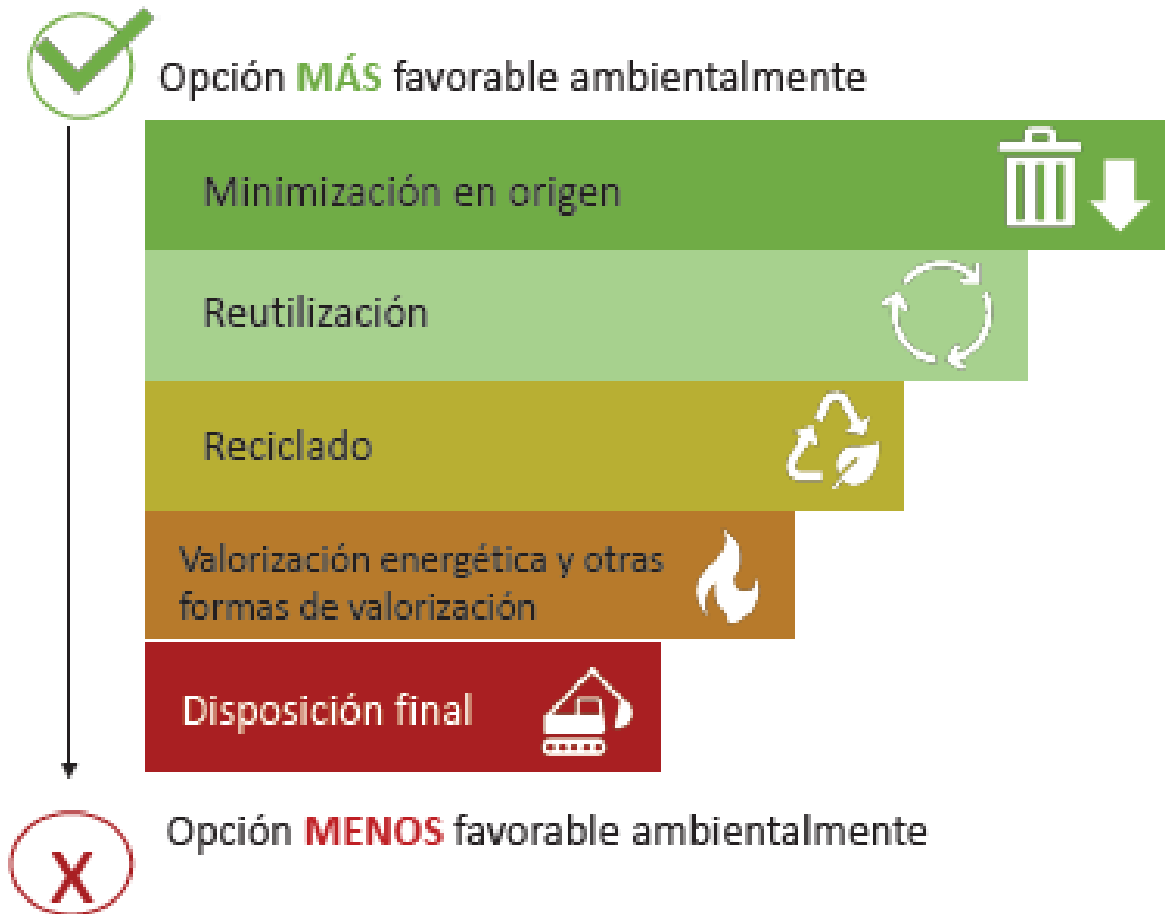 Opción MÁS favorable ambientalmente
Minimización en origen
Reutilización
Reciclado
Valorización energética y otras
formas de valorización
Disposición final
Opción MENOS favorable ambientalmente
X